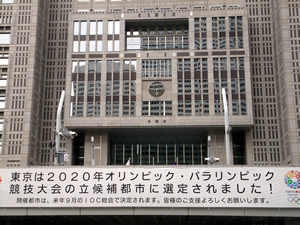 東京は2020年オリンピック・パラリンピック
競技大会の立候補都市に選定されました!
開催都市は、来年9月のIOC総会で決定されます。皆様のご支援よろしくお願いします。